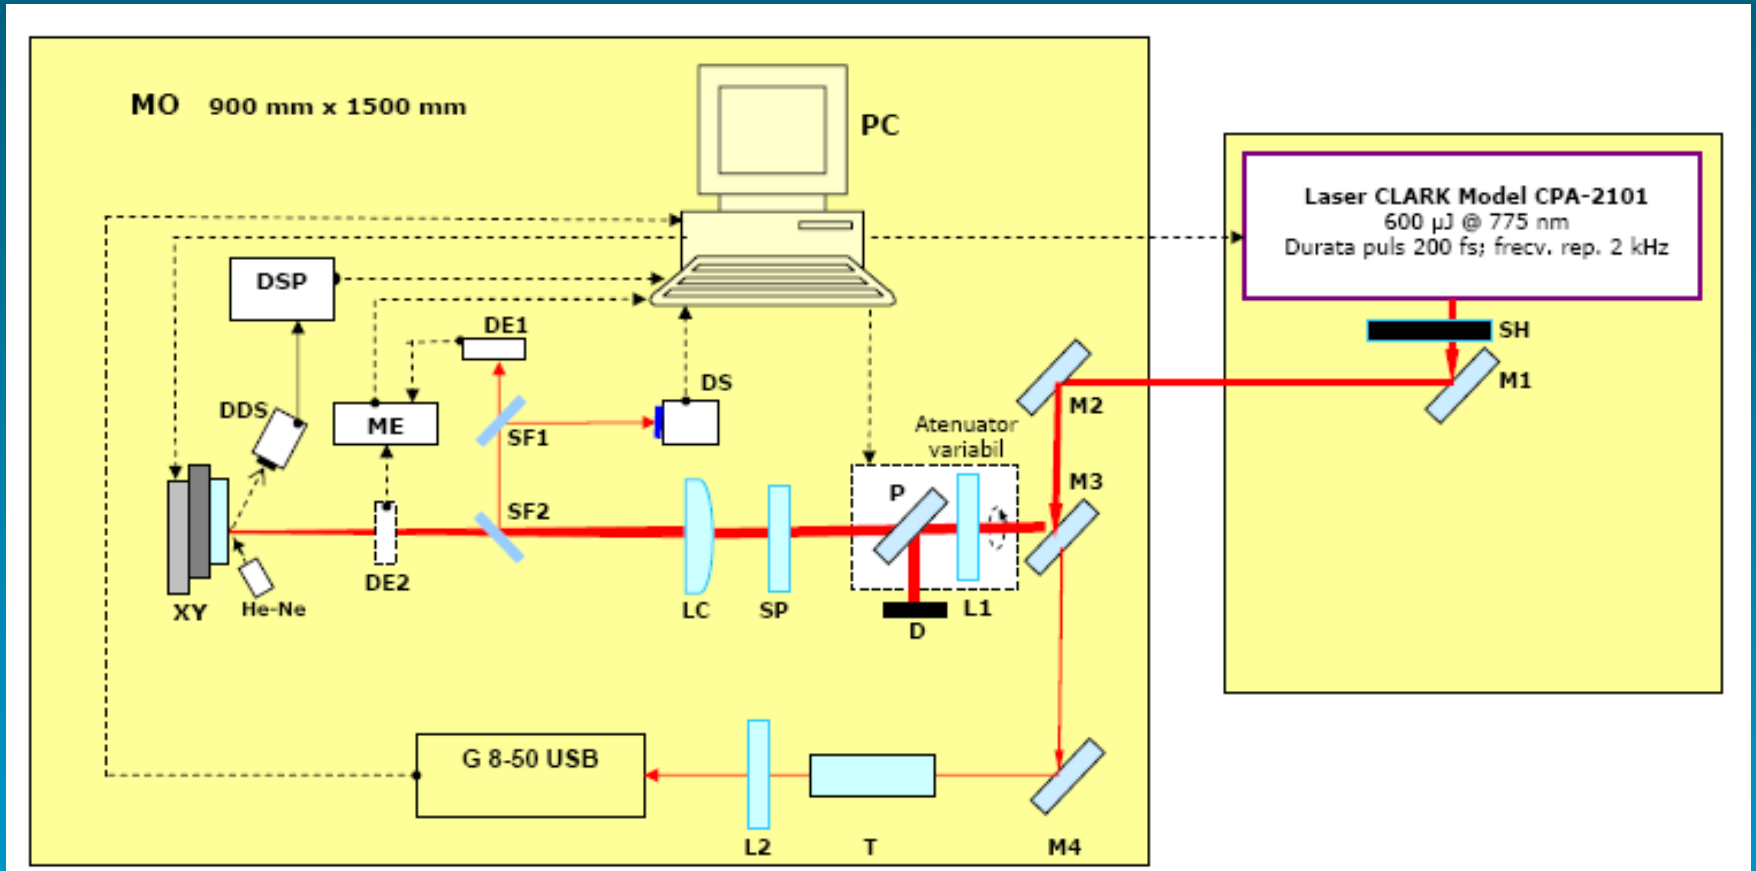 MO 900 mm x 1500 mm
PC
Laser CLARK Model CPA-2101
600 µJ @ 775 nm
Durata puls 200 fs; frecv. rep. 2 kHz
SH
M1
DSP
DE1
M2
DS
DDS
ME
SF1
Atenuator
variabil
M3
P
SF2
DE2
XY
He-Ne
LC
SP
L1
D
G 8-50 USB
L2
T
M4